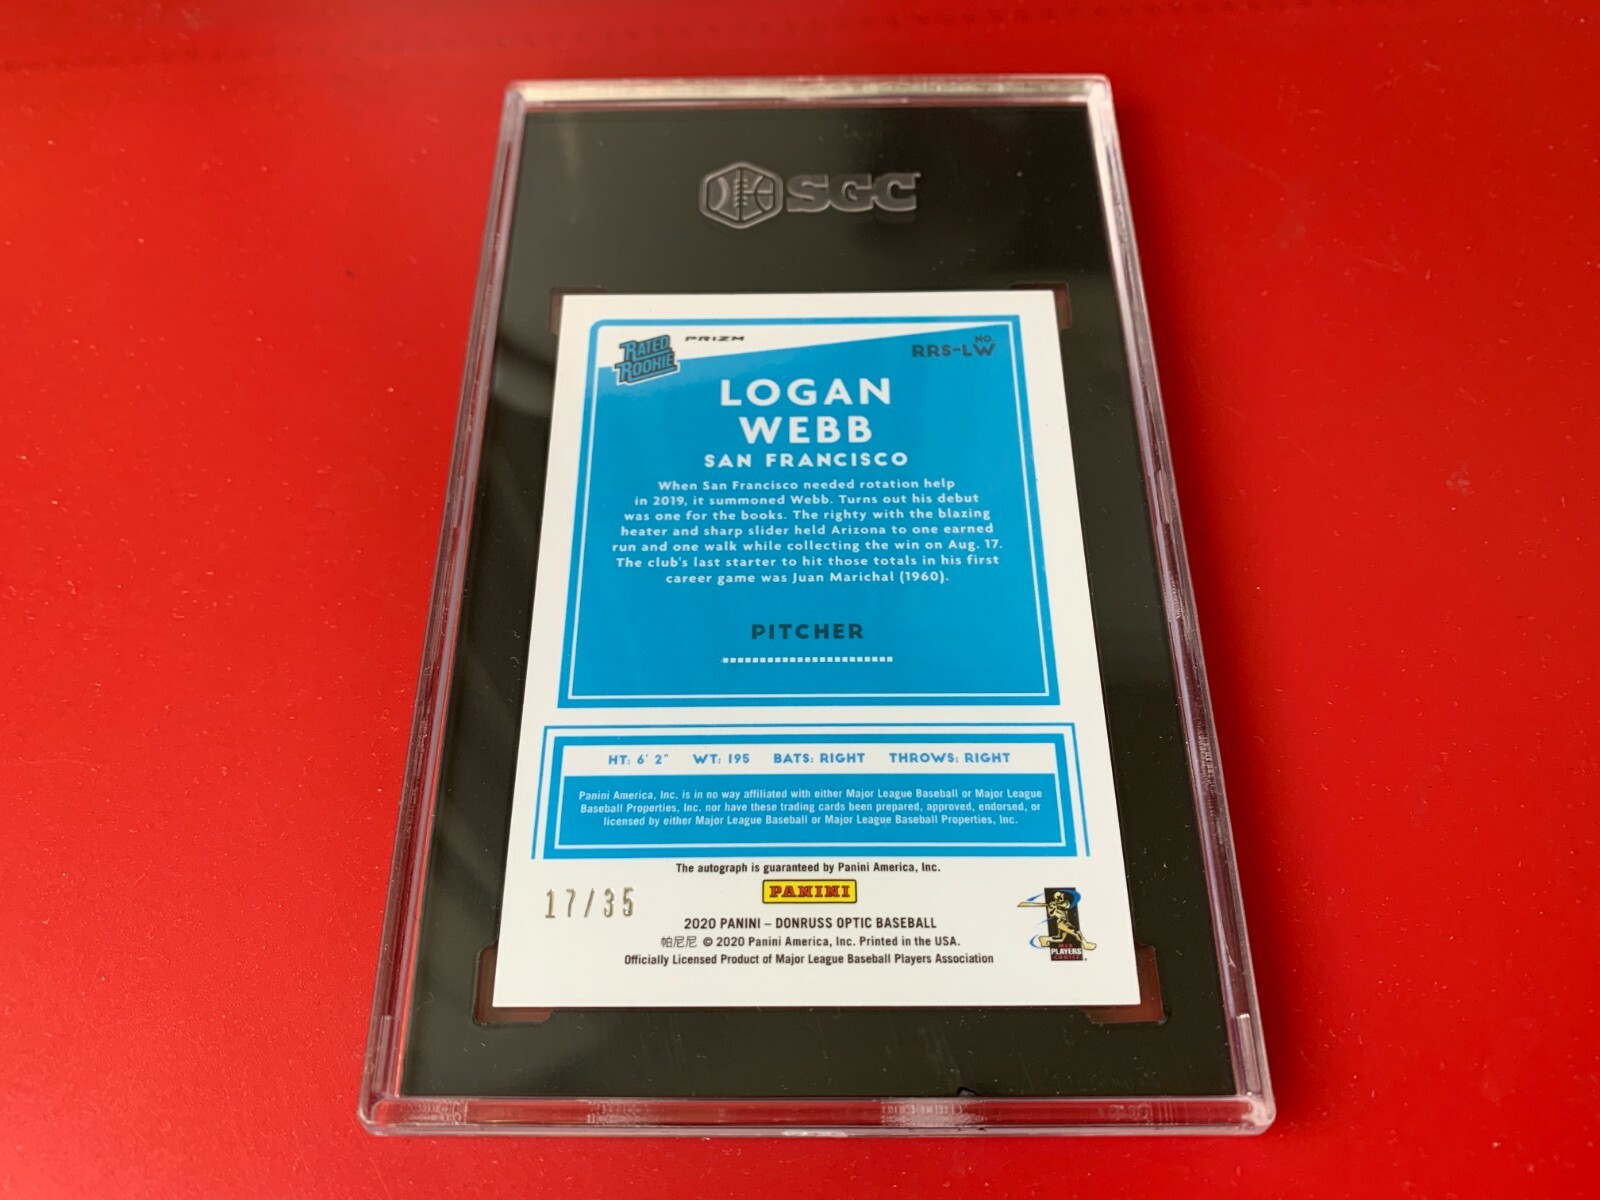 SGC
RATED
ROOKIE
PRIZM
NO.
RRS-LW
LOGAN
WEBB
SAN FRANCISCO
When San Francisco needed rotation help
in 2019, it summoned Webb. Turns out his debut
was one for the books. The righty with the blazing
heater and sharp slider held Arizona to one earned
run and one walk while collecting the win on Aug. 17.
The club's last starter to hit those totals in his first
career game was Juan Marichal (1960).
PITCHER
HT: 6' 2" WT: 195 BATS: RIGHT THROWS: RIGHT
Panini America, Inc. is in no way affiliated with either Major League Baseball or Major League
Baseball Properties, Inc. nor have these trading cards been prepared, approved, endorsed, or
licensed by either Major League Baseball or Major League Baseball Properties, Inc.
The autograph is guaranteed by Panini America, Inc.
PANINI
17/35
2020 PANINI – DONRUSS OPTIC BASEBALL
帕尼尼 © 2020 Panini America, Inc. Printed in the USA.
Officially Licensed Product of Major League Baseball Players Association
PLAYERS
CHOICE